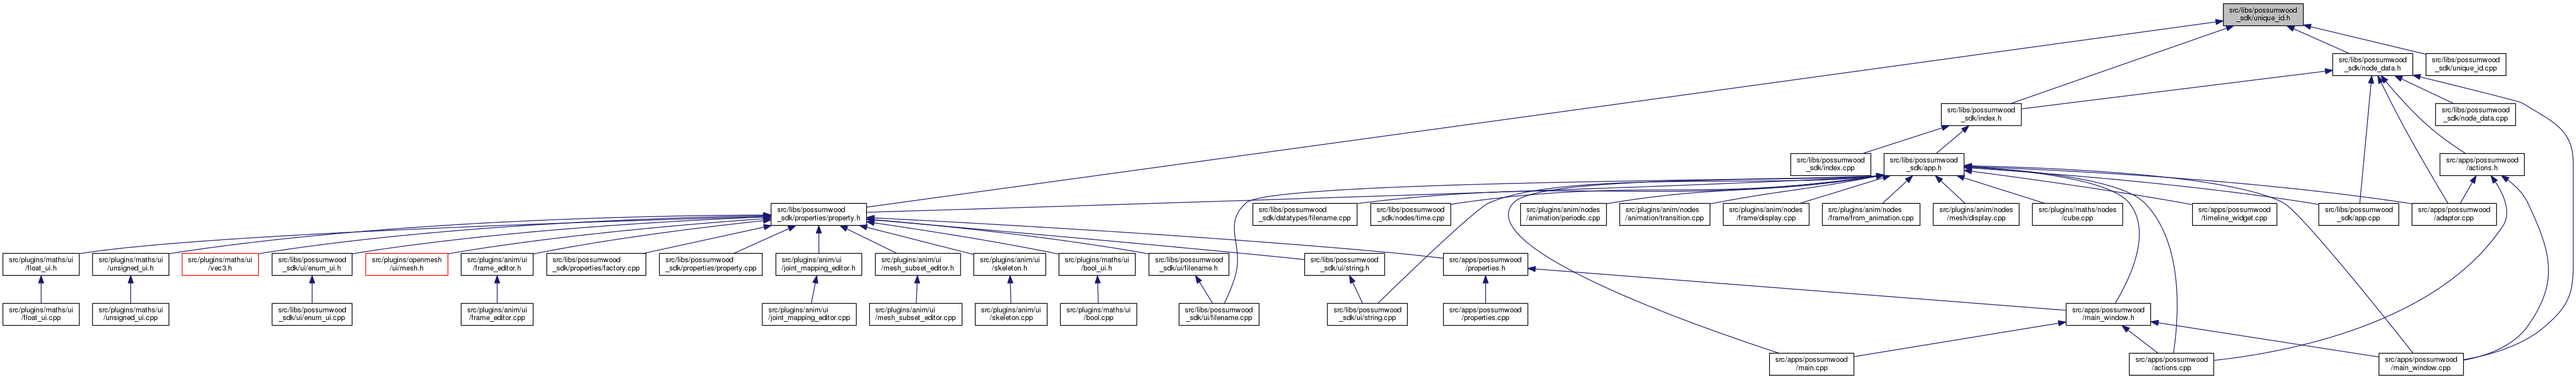 src/libs/possumwood
_sdk/unique_id.h
src/libs/possumwood
_sdk/node_data.h
src/libs/possumwood
_sdk/unique_id.cpp
src/libs/possumwood
_sdk/index.h
src/libs/possumwood
_sdk/node_data.cpp
src/libs/possumwood
_sdk/index.cpp
src/libs/possumwood
_sdk/app.h
src/apps/possumwood
/actions.h
src/libs/possumwood
_sdk/properties/property.h
src/libs/possumwood
_sdk/datatypes/filename.cpp
src/libs/possumwood
_sdk/nodes/time.cpp
src/plugins/anim/nodes
/animation/periodic.cpp
src/plugins/anim/nodes
/animation/transition.cpp
src/plugins/anim/nodes
/frame/display.cpp
src/plugins/anim/nodes
/frame/from_animation.cpp
src/plugins/anim/nodes
/mesh/display.cpp
src/plugins/maths/nodes
/cube.cpp
src/apps/possumwood
/timeline_widget.cpp
src/libs/possumwood
_sdk/app.cpp
src/apps/possumwood
/adaptor.cpp
src/plugins/maths/ui
/float_ui.h
src/plugins/maths/ui
/unsigned_ui.h
src/plugins/maths/ui
/vec3.h
src/libs/possumwood
_sdk/ui/enum_ui.h
src/plugins/openmesh
/ui/mesh.h
src/plugins/anim/ui
/frame_editor.h
src/libs/possumwood
_sdk/properties/factory.cpp
src/libs/possumwood
_sdk/properties/property.cpp
src/plugins/anim/ui
/joint_mapping_editor.h
src/plugins/anim/ui
/mesh_subset_editor.h
src/plugins/anim/ui
/skeleton.h
src/plugins/maths/ui
/bool_ui.h
src/libs/possumwood
_sdk/ui/filename.h
src/libs/possumwood
_sdk/ui/string.h
src/apps/possumwood
/properties.h
src/plugins/maths/ui
/float_ui.cpp
src/plugins/maths/ui
/unsigned_ui.cpp
src/libs/possumwood
_sdk/ui/enum_ui.cpp
src/plugins/anim/ui
/frame_editor.cpp
src/plugins/anim/ui
/joint_mapping_editor.cpp
src/plugins/anim/ui
/mesh_subset_editor.cpp
src/plugins/anim/ui
/skeleton.cpp
src/plugins/maths/ui
/bool.cpp
src/libs/possumwood
_sdk/ui/filename.cpp
src/libs/possumwood
_sdk/ui/string.cpp
src/apps/possumwood
/properties.cpp
src/apps/possumwood
/main_window.h
src/apps/possumwood
/main.cpp
src/apps/possumwood
/actions.cpp
src/apps/possumwood
/main_window.cpp